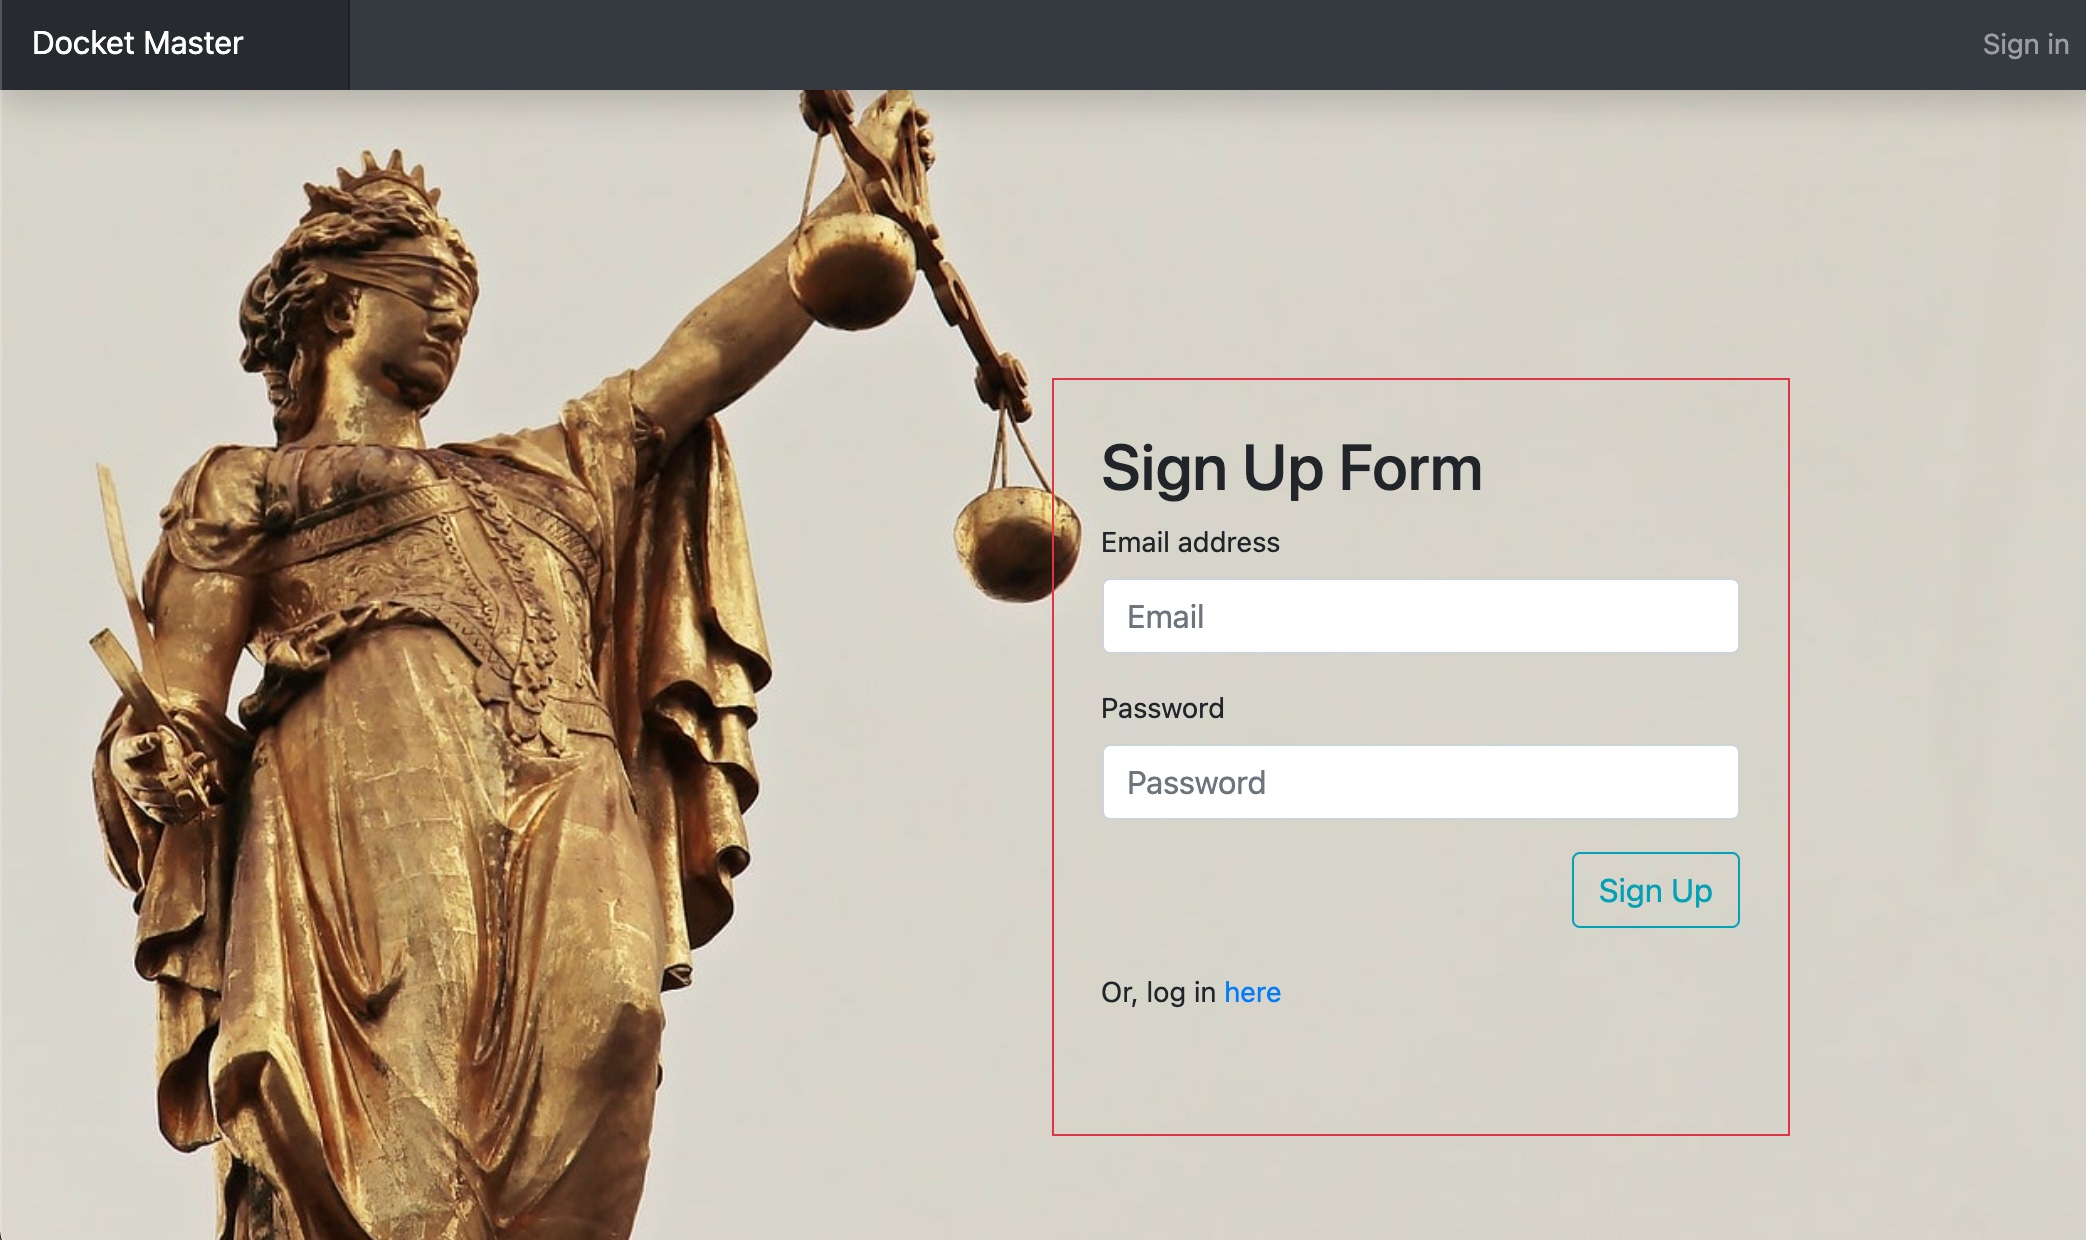 Docket Master
Sign in
Sign Up Form
Email address
Email
Password
Password
Sign Up
Or, log in here